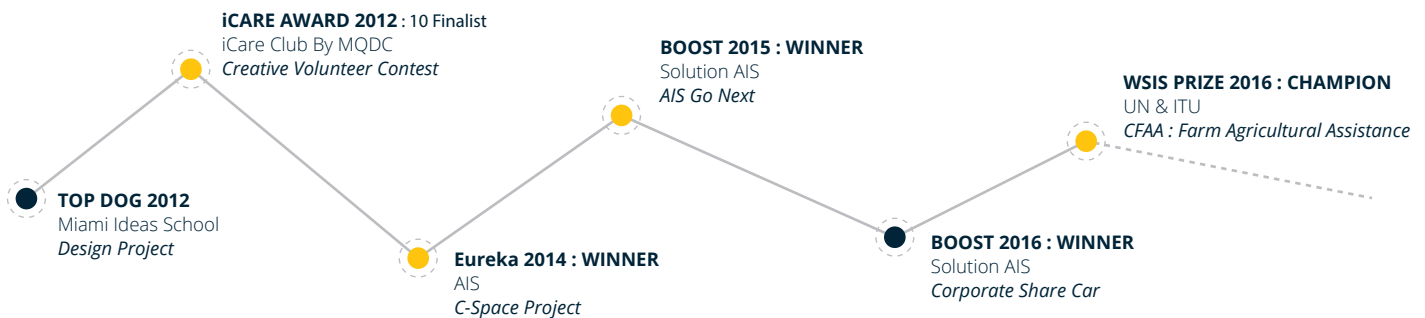 TOP DOG 2012
Miami Ideas School
Design Project
iCARE AWARD 2012 : 10 Finalist
iCare Club By MQDC
Creative Volunteer Contest
Eureka 2014 : WINNER
AIS
C-Space Project
BOOST 2015 : WINNER
Solution AIS
AIS Go Next
BOOST 2016 : WINNER
Solution AIS
Corporate Share Car
WSIS PRIZE 2016 : CHAMPION
UN & ITU
CFAA : Farm Agricultural Assistance